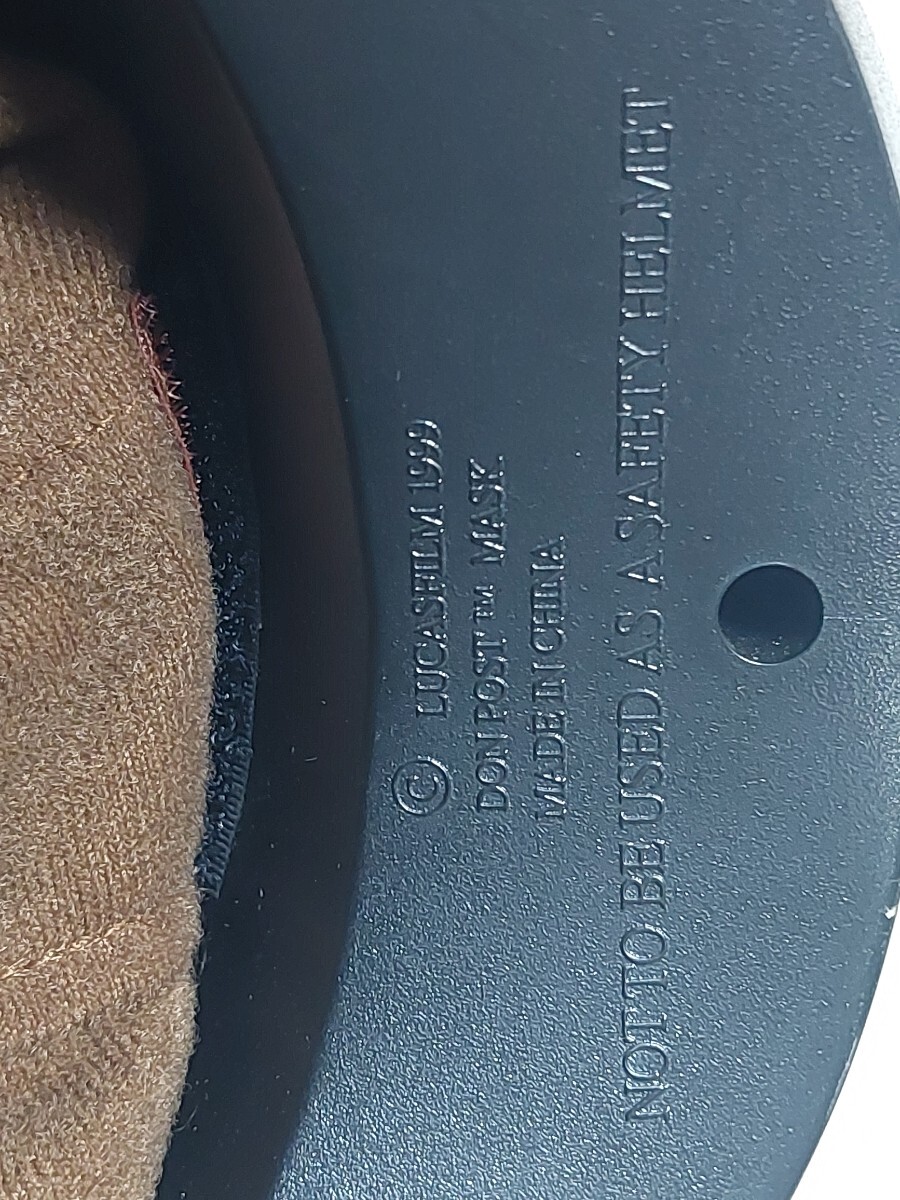 © LUCASFILM 1999
DON POST™ MASK
MADE IN CHINA
NOT TO BE USED AS A SAFETY HELMET